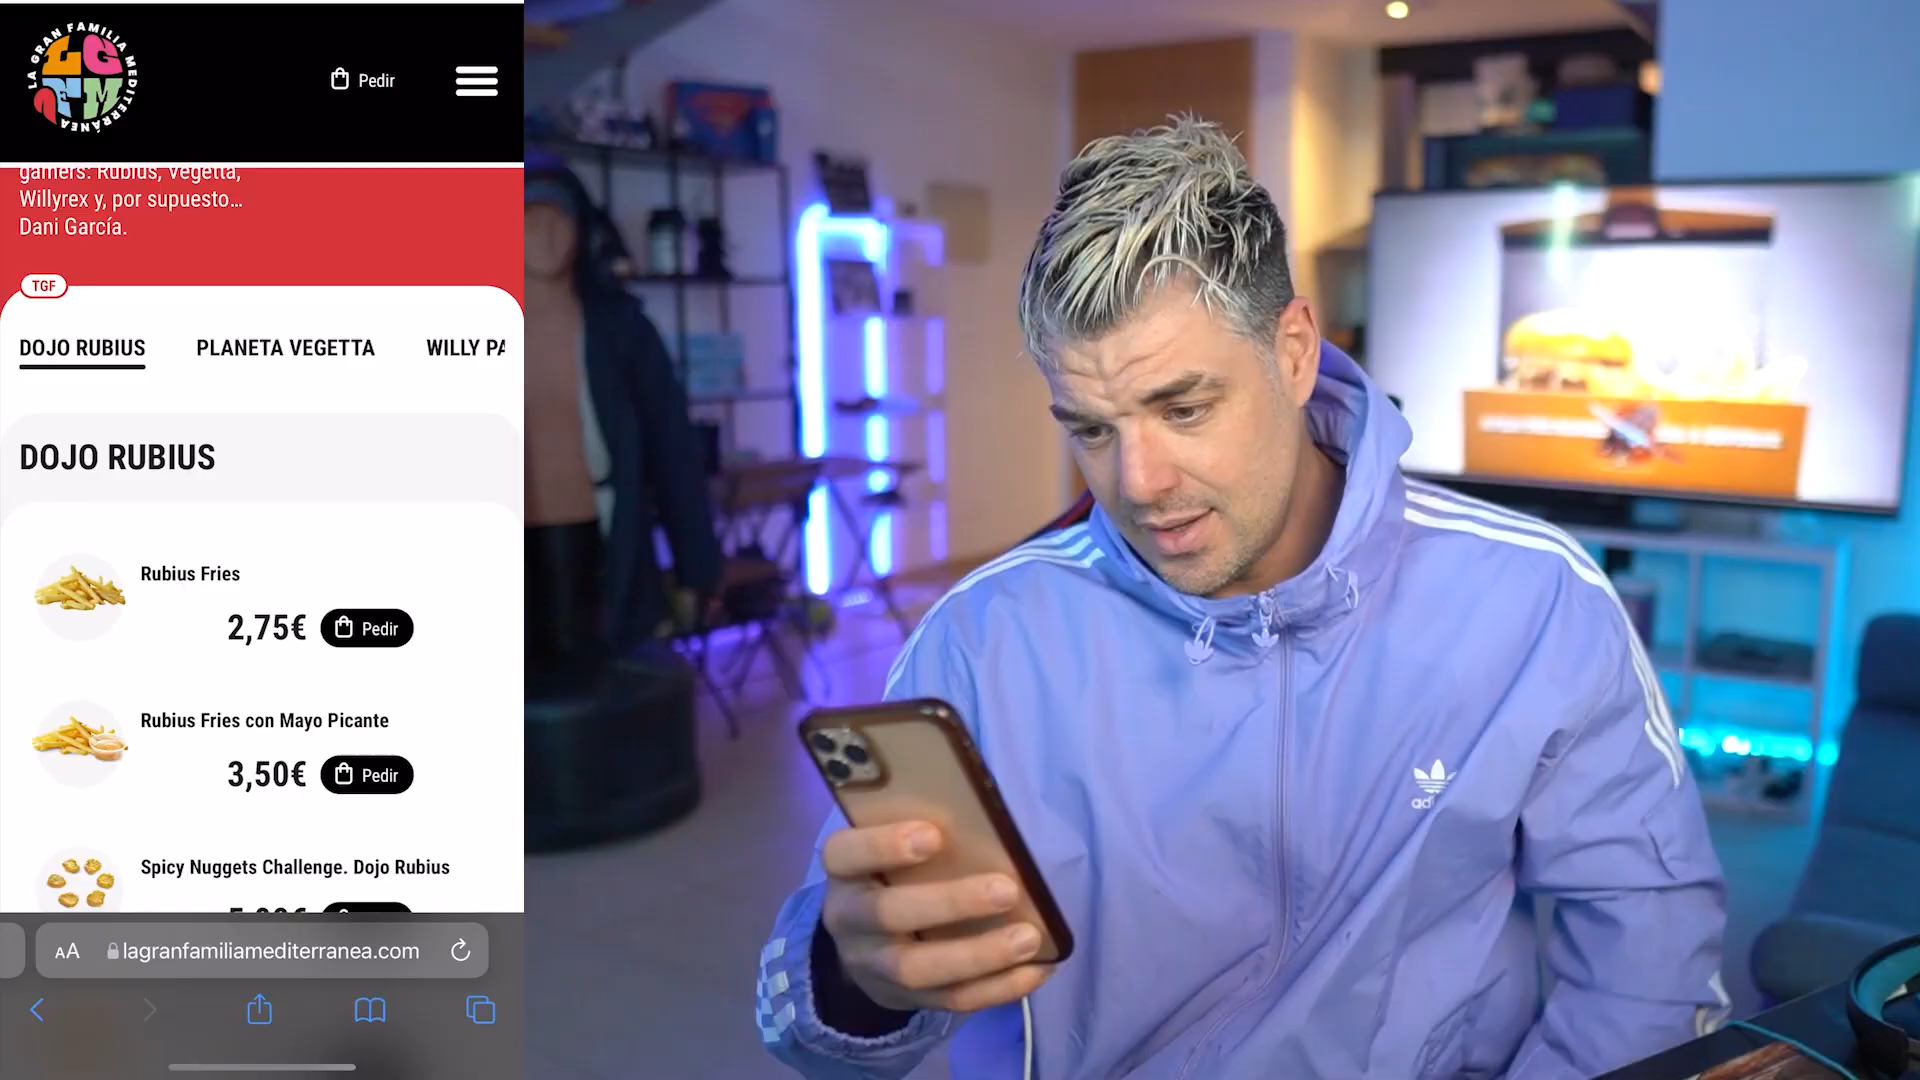 LA GRAN FAMILIA MEDITERRÁNEA
LGFM
Pedir
gamers: Rubius, Vegetta,
Willyrex y, por supuesto...
Dani García.
TGF
DOJO RUBIUS
PLANETA VEGETTA
WILLY PA
DOJO RUBIUS
Rubius Fries
2,75€
Pedir
Rubius Fries con Mayo Picante
3,50€
Pedir
Spicy Nuggets Challenge. Dojo Rubius
AA
lagranfamiliamediterranea.com